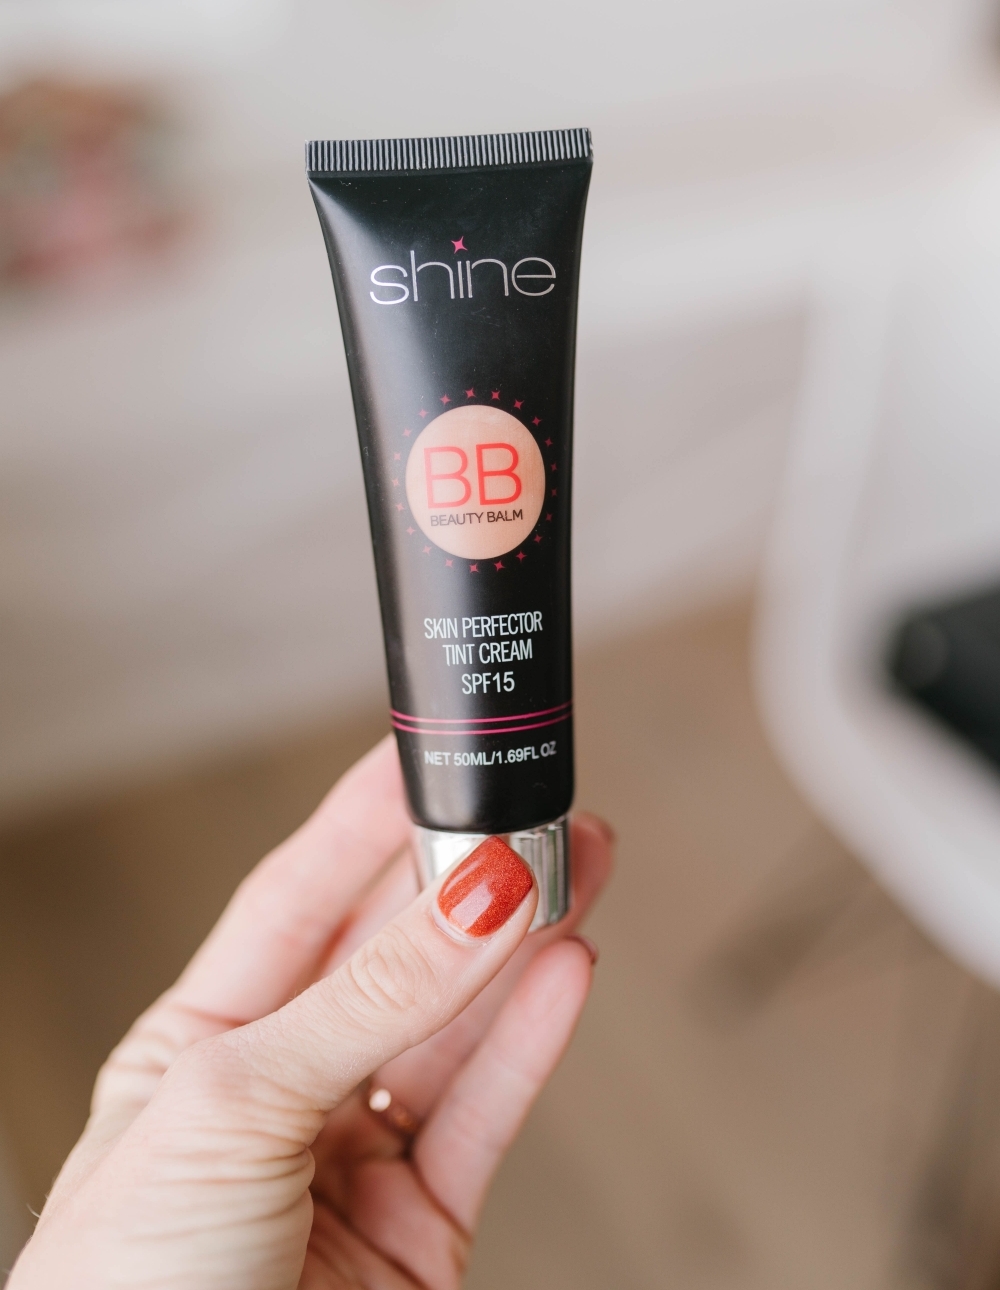 shine
BB
BEAUTY BALM
SKIN PERFECTOR
TINT CREAM
SPF15
NET 50ML/1.69FL OZ